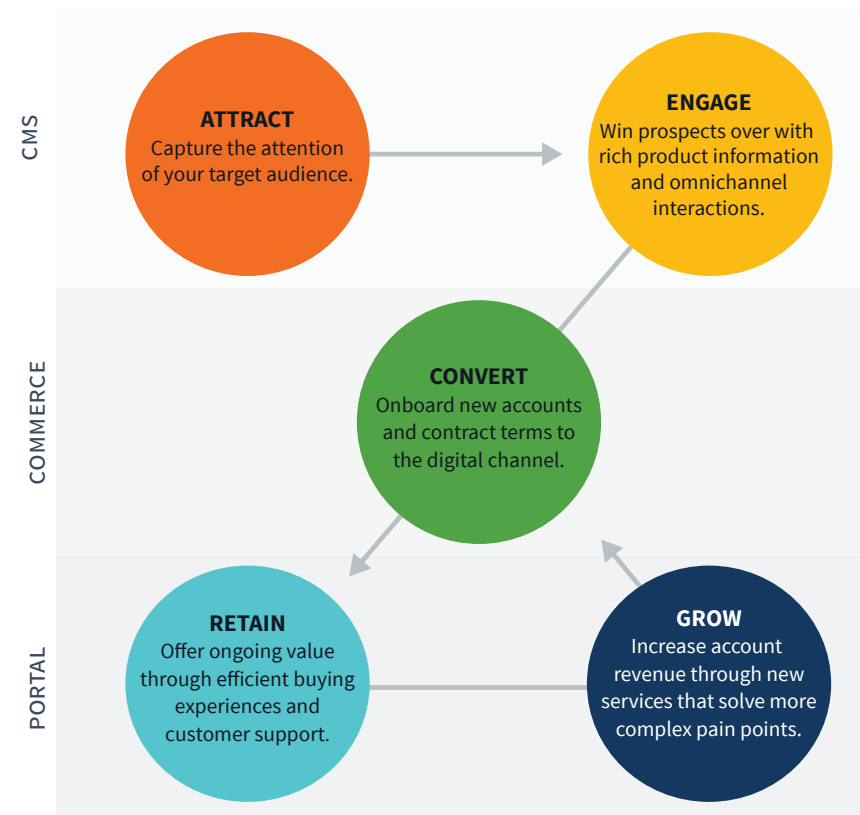 CMS
ATTRACT
Capture the attention
of your target audience.
ENGAGE
Win prospects over with
rich product information
and omnichannel
interactions.
COMMERCE
CONVERT
Onboard new accounts
and contract terms to
the digital channel.
PORTAL
RETAIN
Offer ongoing value
through efficient buying
experiences and
customer support.
GROW
Increase account
revenue through new
services that solve more
complex pain points.